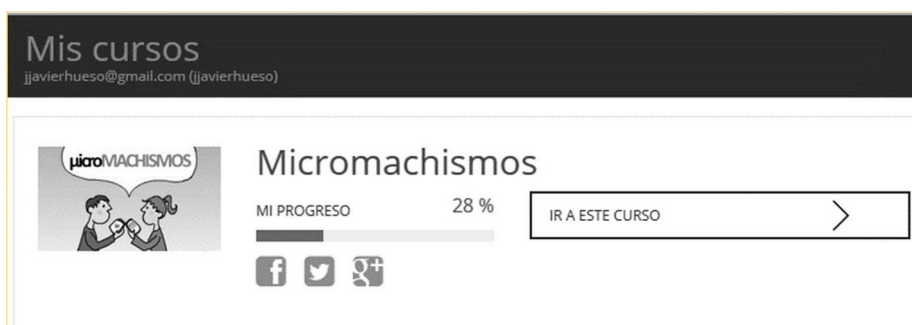 Mis cursos
jjavierhueso@gmail.com (jjavierhueso)
µicroMACHISMOS
Micromachismos
MI PROGRESO 28 %
IR A ESTE CURSO